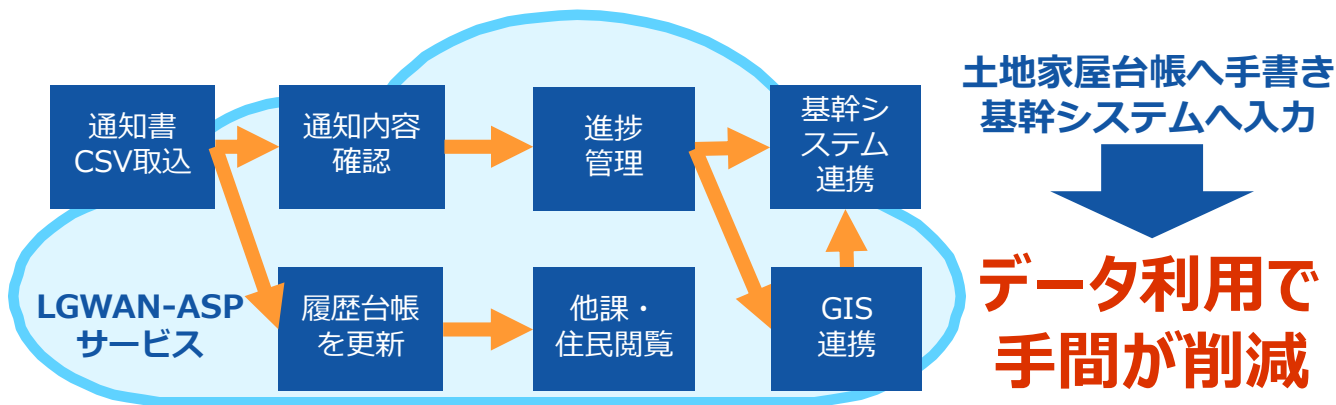 通知書
CSV取込
通知内容
確認
進捗
管理
基幹シ
ステム
連携
LGWAN-ASP
サービス
履歴台帳
を更新
他課・
住民閲覧
GIS
連携
土地家屋台帳へ手書き
基幹システムへ入力
データ利用で
手間が削減